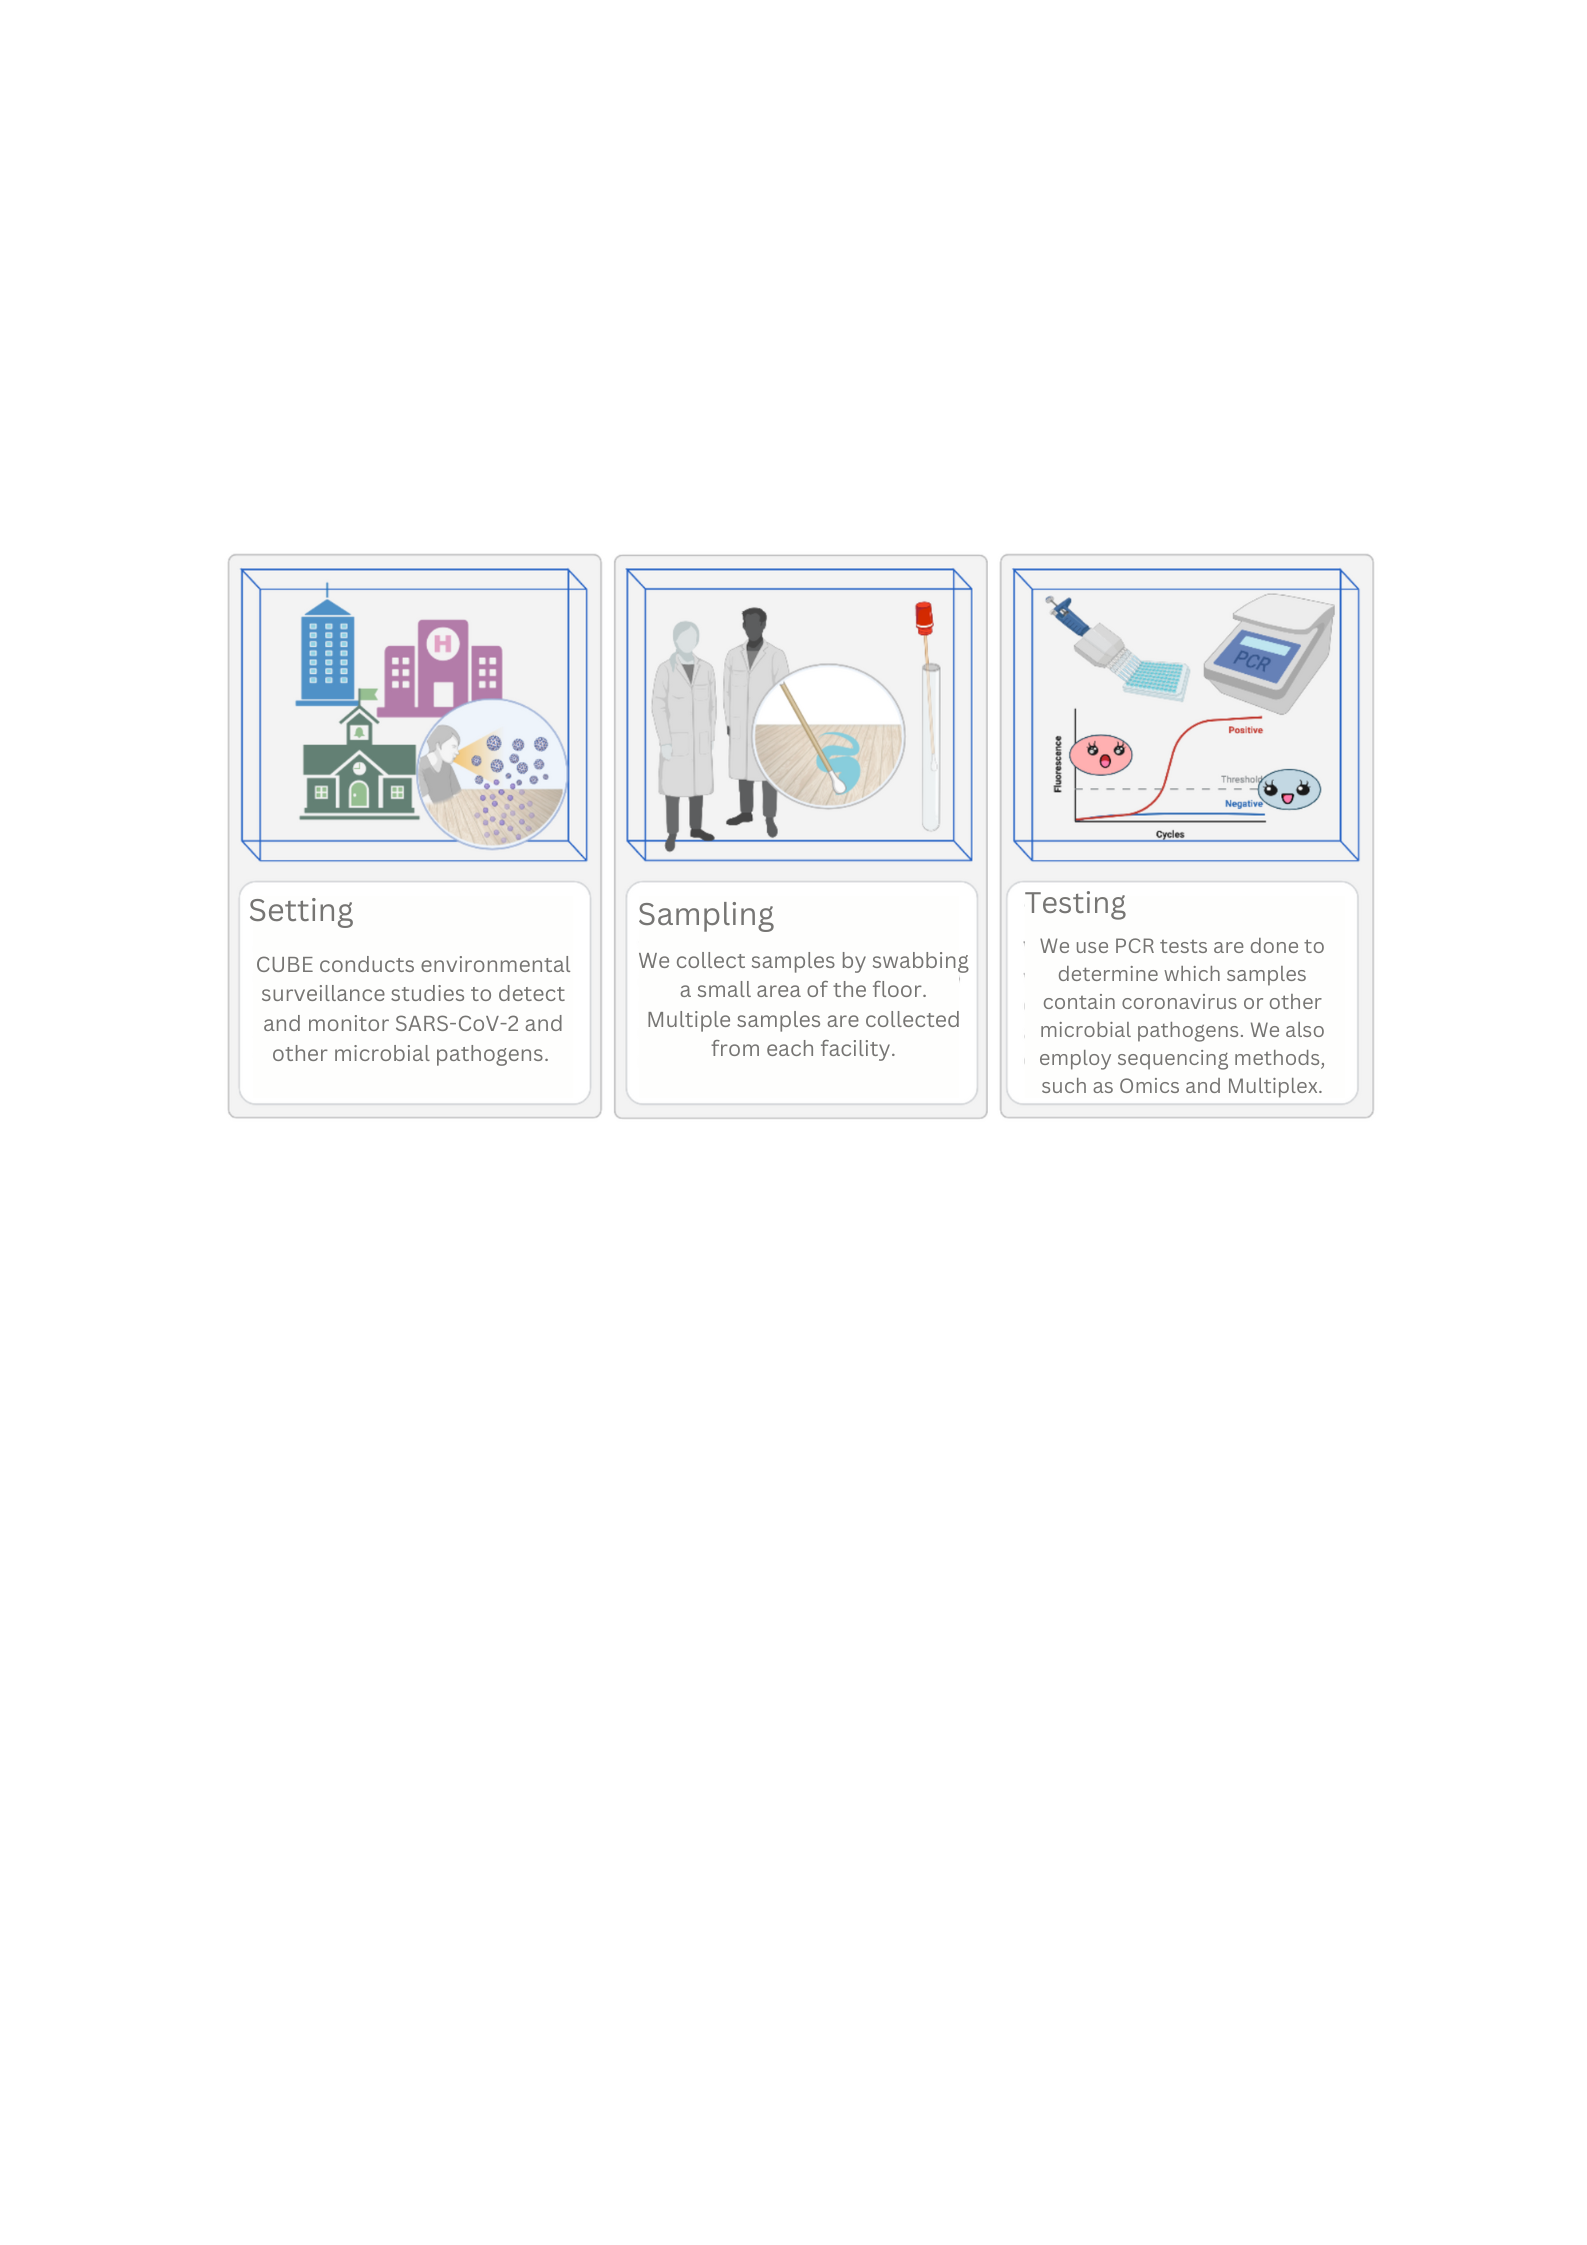 H
PCR
Fluorescence
Positive
Threshold
Negative
Cycles
Setting
CUBE conducts environmental
surveillance studies to detect
and monitor SARS-CoV-2 and
other microbial pathogens.
Sampling
We collect samples by swabbing
a small area of the floor.
Multiple samples are collected
from each facility.
Testing
We use PCR tests are done to
determine which samples
contain coronavirus or other
microbial pathogens. We also
employ sequencing methods,
such as Omics and Multiplex.